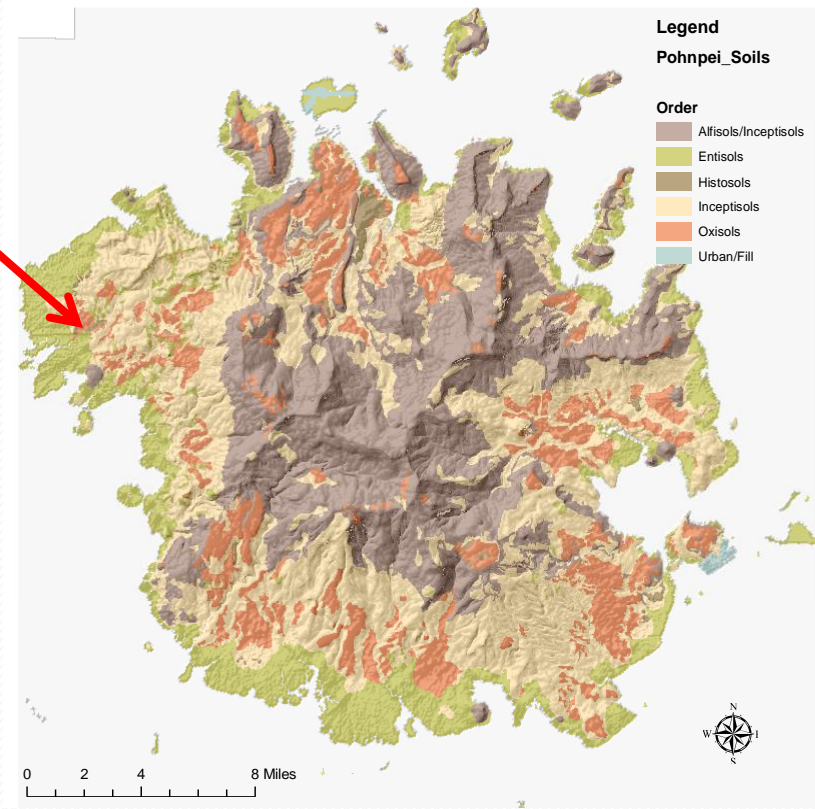 Legend
Pohnpei_Soils
Order
Alfisols/Inceptisols
Entisols
Histosols
Inceptisols
Oxisols
Urban/Fill
N
W
S
0 2 4 8 Miles